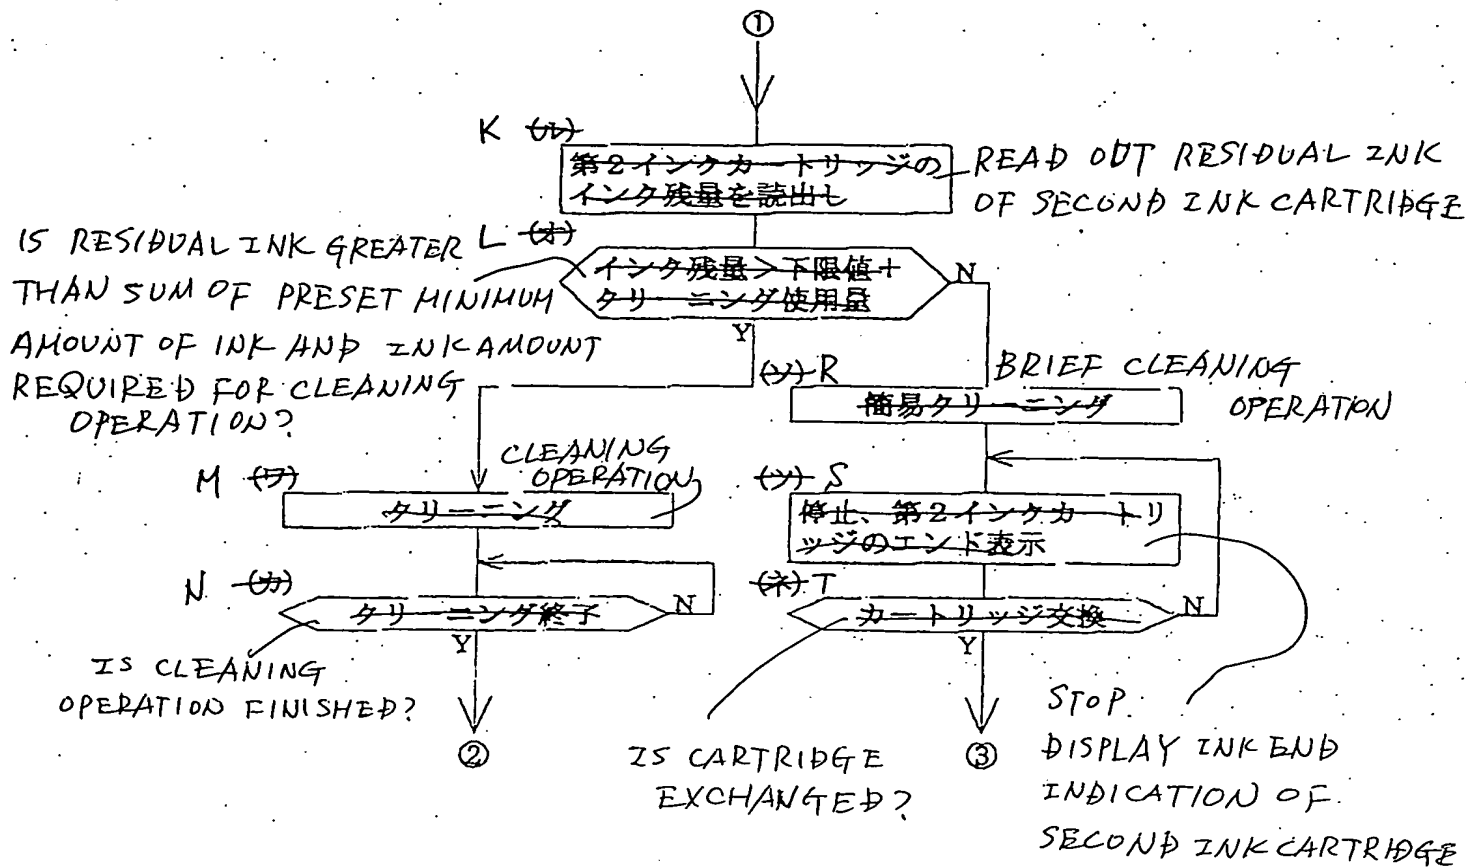 ①
K (ル)
第2インクカートリッジの
インク残量を読出し
READ OUT RESIDUAL INK
OF SECOND INK CARTRIDGE
L (オ)
インク残量>下限値+
クリーニング使用量
IS RESIDUAL INK GREATER
THAN SUM OF PRESET MINIMUM
AMOUNT OF INK AND INK AMOUNT
REQUIRED FOR CLEANING
OPERATION?
N
Y
(ソ) R
BRIEF CLEANING
OPERATION
簡易クリーニング
M (ワ)
CLEANING
OPERATION
クリーニング
(ツ) S
停止、第2インクカートリ
ッジのエンド表示
N (カ)
クリーニング終了
N
Y
(ネ) T
カートリッジ交換
N
Y
IS CLEANING
OPERATION FINISHED?
②
IS CARTRIDGE
EXCHANGED?
③
STOP.
DISPLAY INK END
INDICATION OF
SECOND INK CARTRIDGE